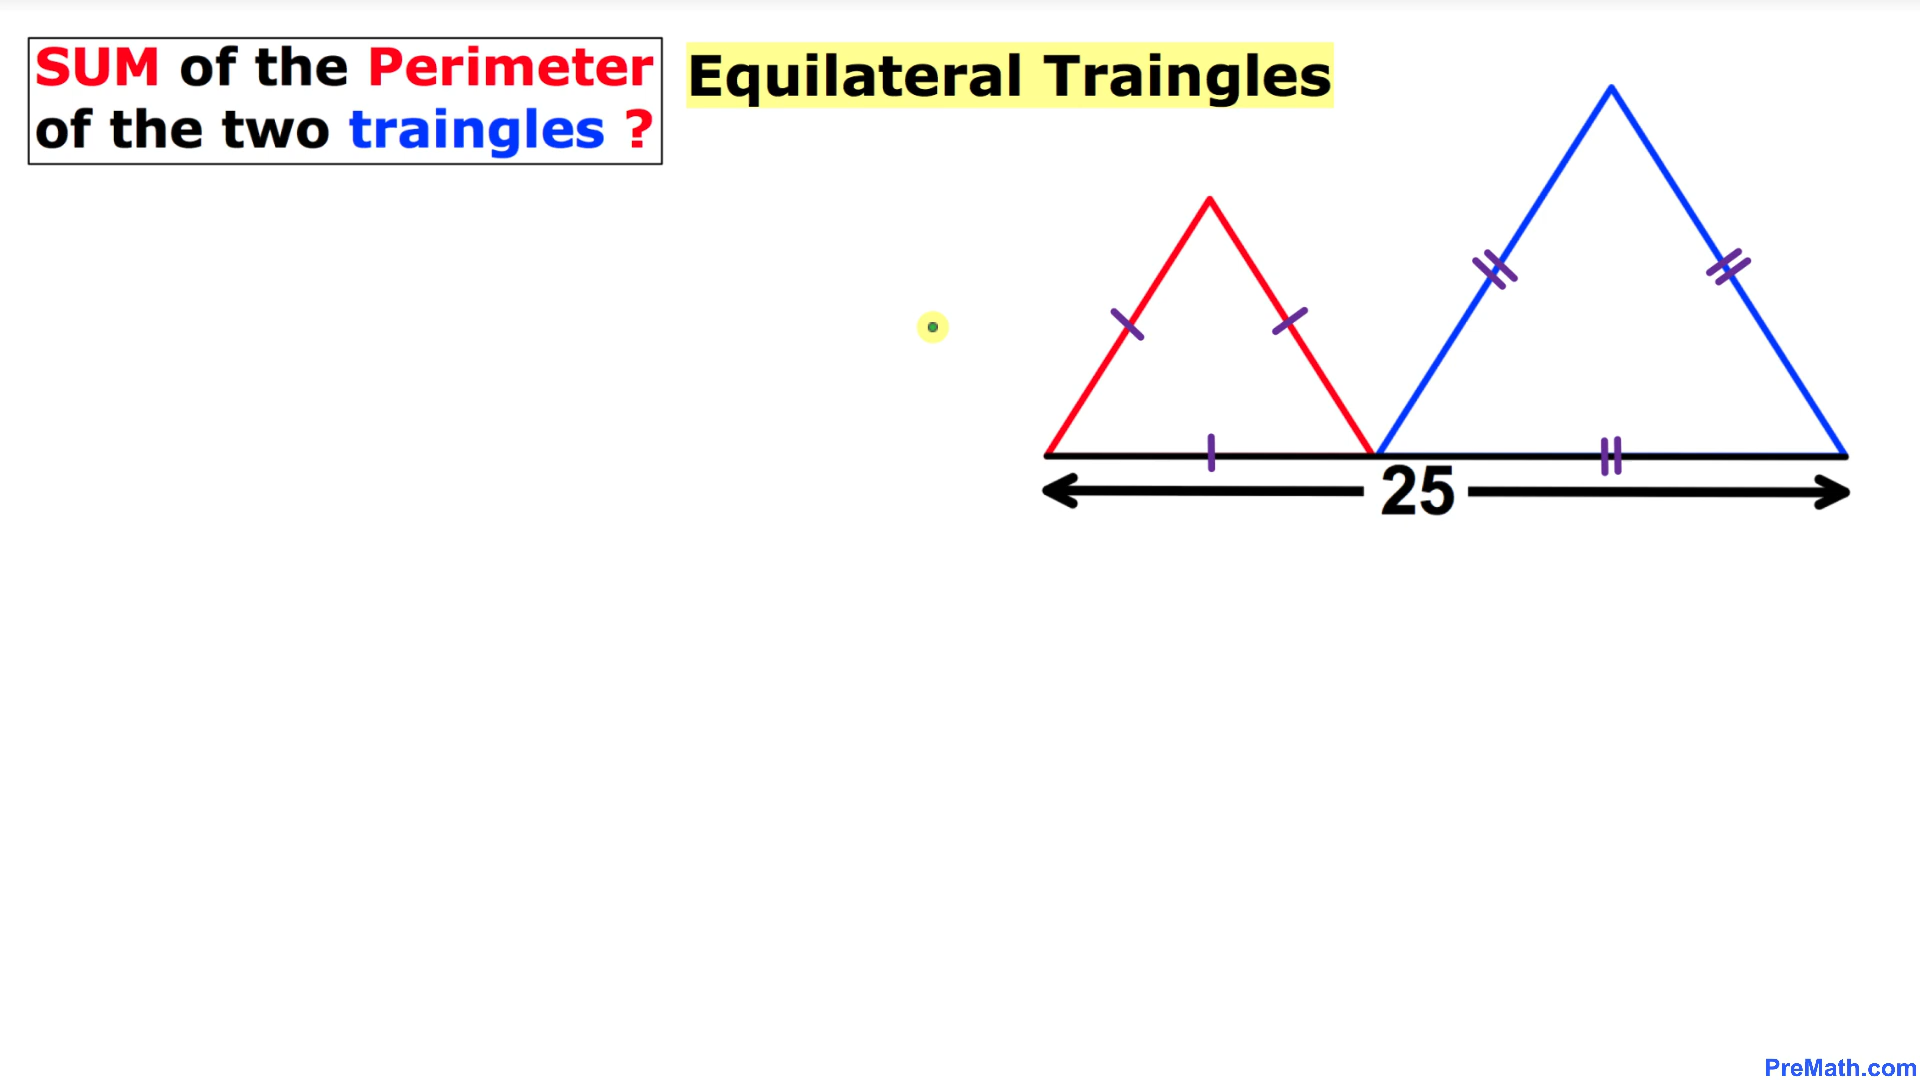 SUM of the Perimeter
of the two traingles ?
Equilateral Traingles
25
PreMath.com